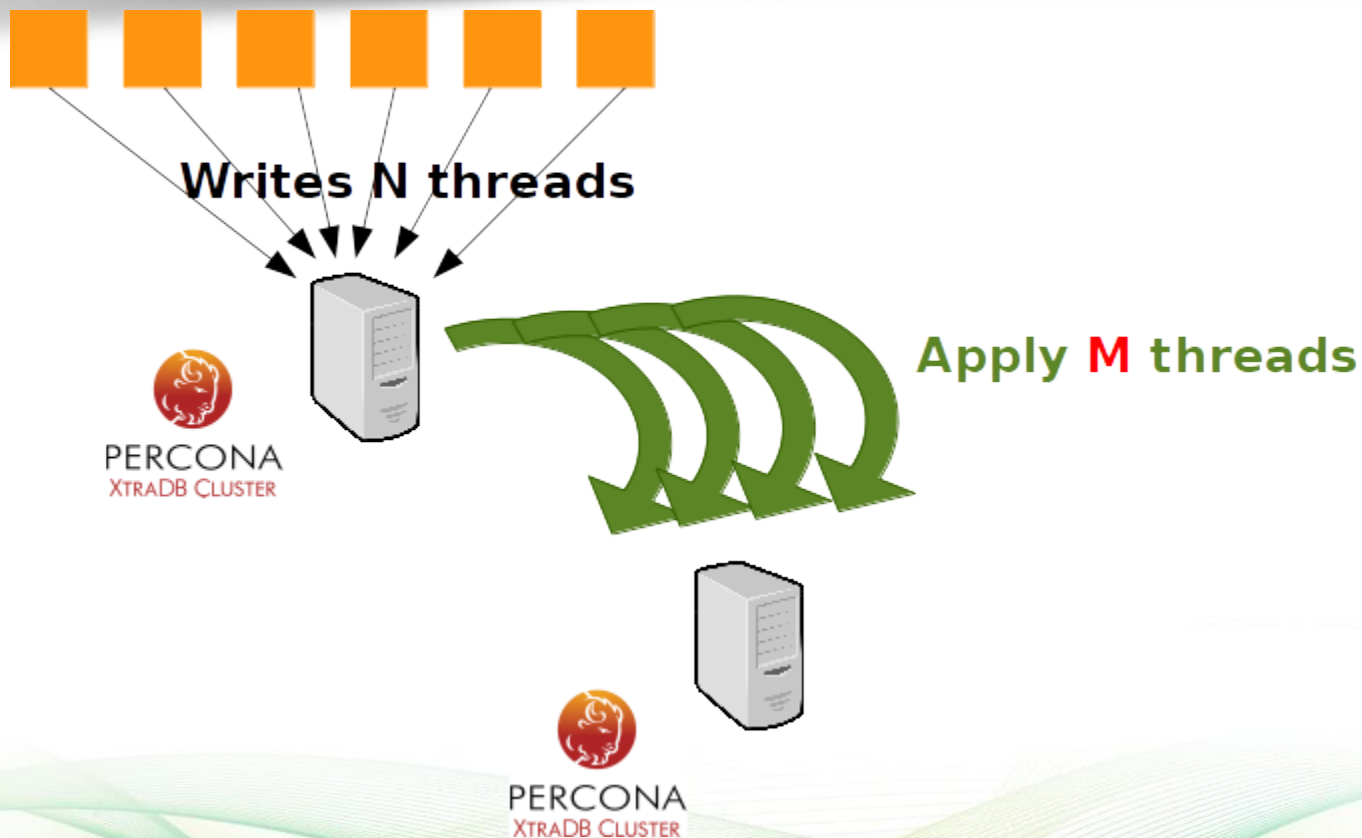 Writes N threads
Apply M threads
PERCONA
XTRADB CLUSTER
PERCONA
XTRADB CLUSTER